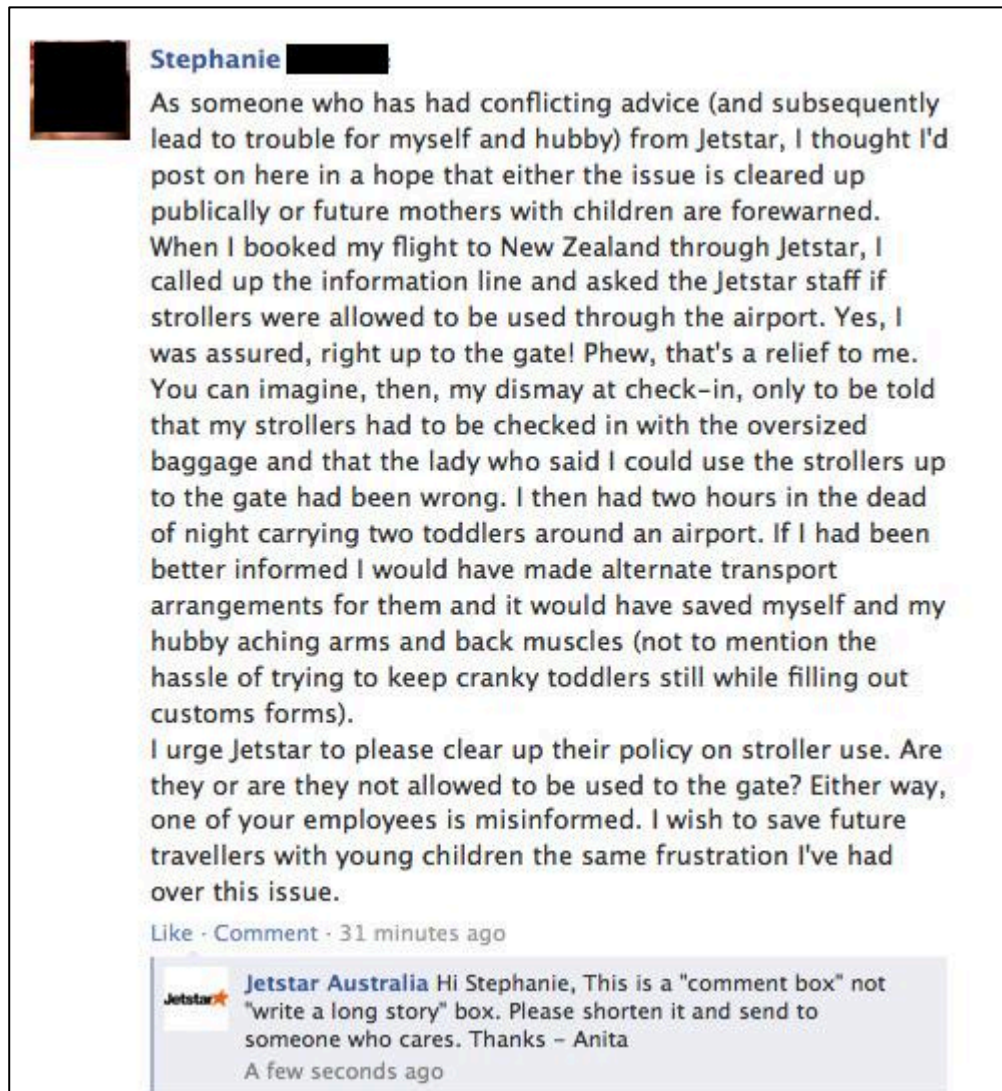 Stephanie
As someone who has had conflicting advice (and subsequently
lead to trouble for myself and hubby) from Jetstar, I thought I'd
post on here in a hope that either the issue is cleared up
publically or future mothers with children are forewarned.
When I booked my flight to New Zealand through Jetstar, I
called up the information line and asked the Jetstar staff if
strollers were allowed to be used through the airport. Yes, I
was assured, right up to the gate! Phew, that's a relief to me.
You can imagine, then, my dismay at check-in, only to be told
that my strollers had to be checked in with the oversized
baggage and that the lady who said I could use the strollers up
to the gate had been wrong. I then had two hours in the dead
of night carrying two toddlers around an airport. If I had been
better informed I would have made alternate transport
arrangements for them and it would have saved myself and my
hubby aching arms and back muscles (not to mention the
hassle of trying to keep cranky toddlers still while filling out
customs forms).
I urge Jetstar to please clear up their policy on stroller use. Are
they or are they not allowed to be used to the gate? Either way,
one of your employees is misinformed. I wish to save future
travellers with young children the same frustration I've had
over this issue.
Like · Comment · 31 minutes ago
Jetstar
Jetstar Australia Hi Stephanie, This is a "comment box" not
"write a long story" box. Please shorten it and send to
someone who cares. Thanks – Anita
A few seconds ago